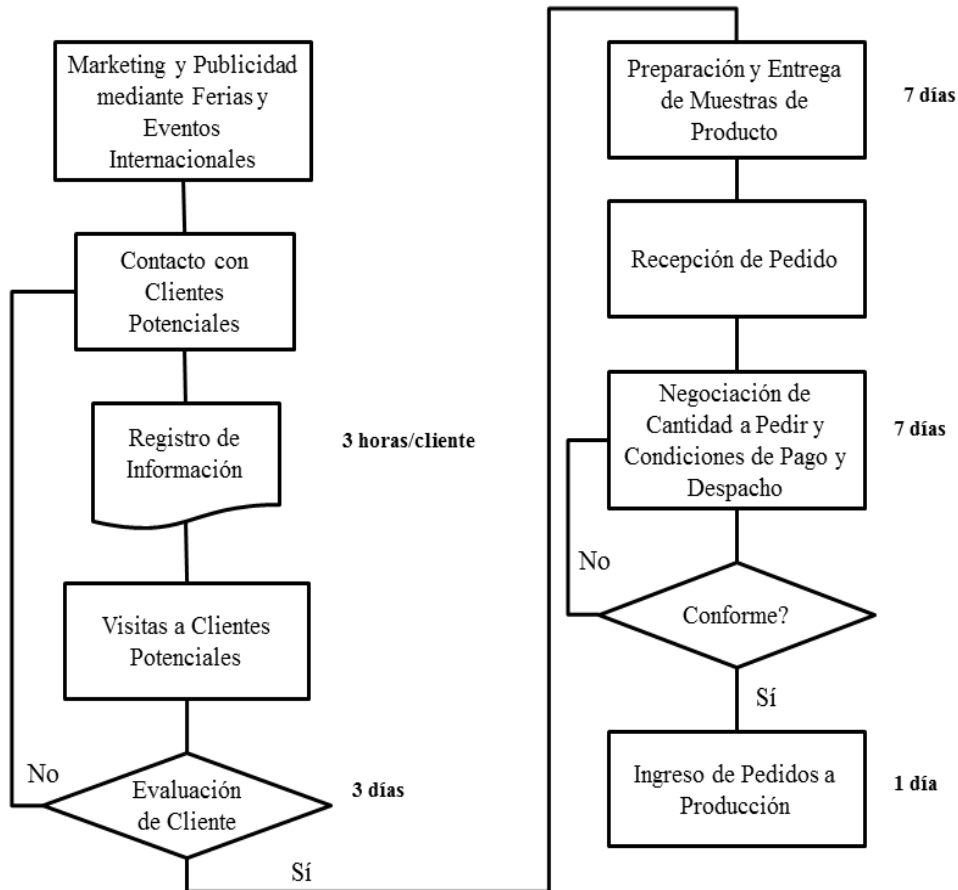 Marketing y Publicidad
mediante Ferias y
Eventos
Internacionales
Contacto con
Clientes
Potenciales
Registro de
Información
3 horas/cliente
Visitas a Clientes
Potenciales
No
Evaluación
de Cliente
3 días
Sí
Preparación y Entrega
de Muestras de
Producto
7 días
Recepción de Pedido
Negociación de
Cantidad a Pedir y
Condiciones de Pago y
Despacho
7 días
No
Conforme?
Sí
Ingreso de Pedidos a
Producción
1 día